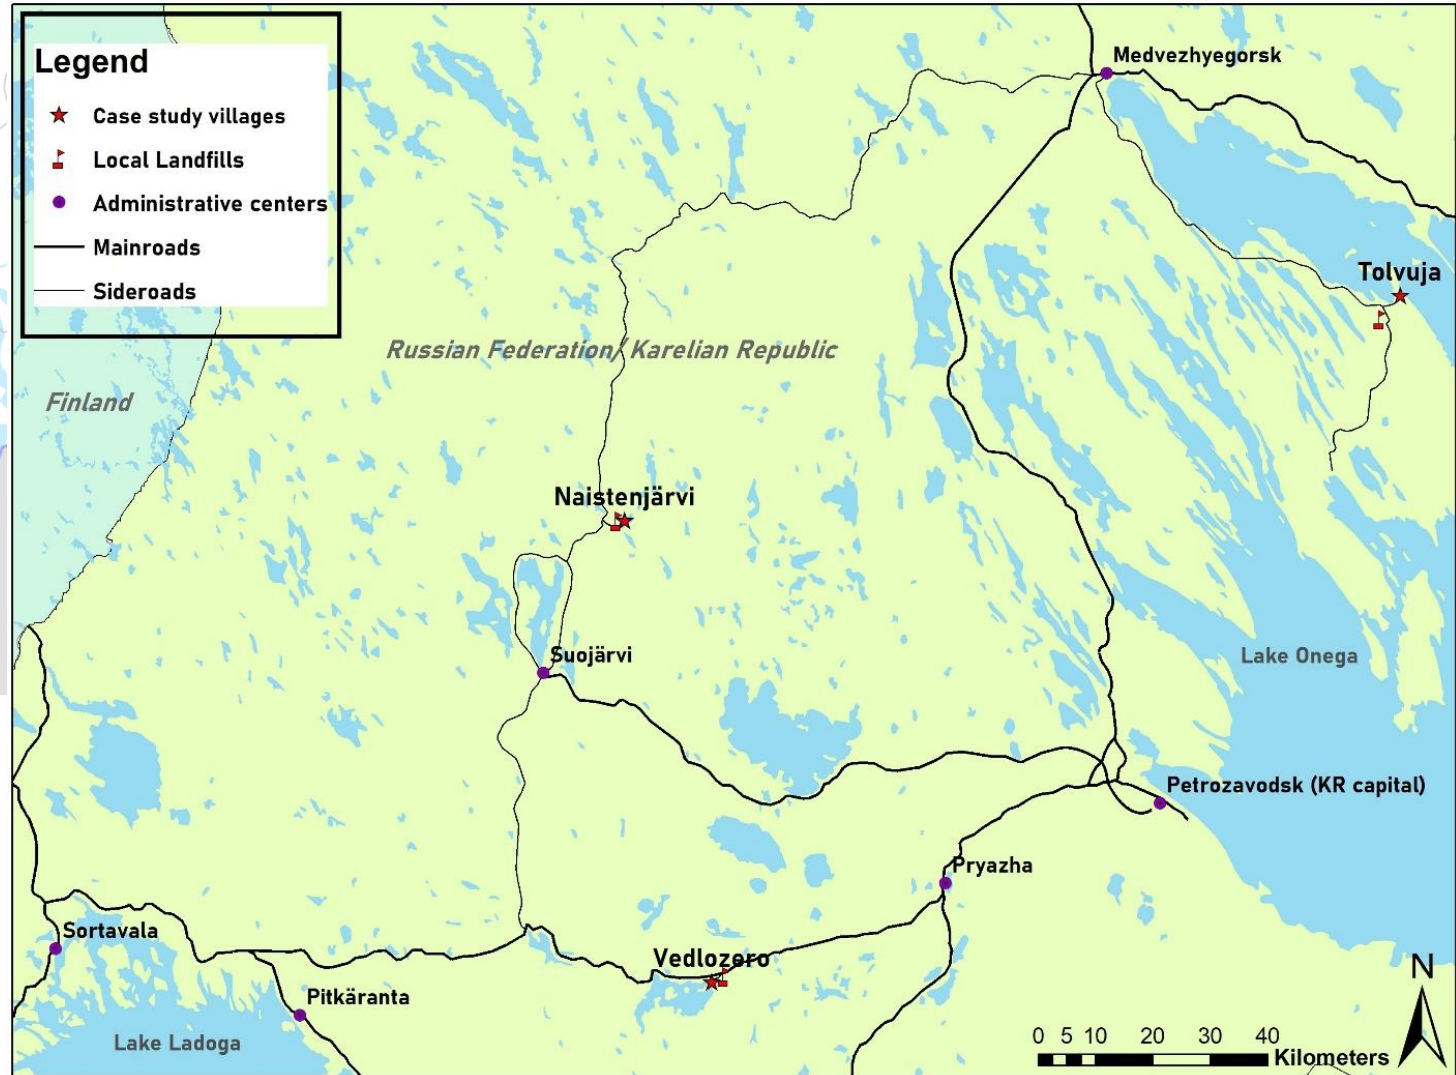 Legend
Case study villages
Local Landfills
Administrative centers
Mainroads
Sideroads
Medvezhyegorsk
Tolvuja
Russian Federation/ Karelian Republic
Finland
Naistenjärvi
Suojärvi
Lake Onega
Petrozavodsk (KR capital)
Pryazha
Sortavala
Vedlozero
Pitkäranta
Lake Ladoga
N
0 5 10 20 30 40
Kilometers